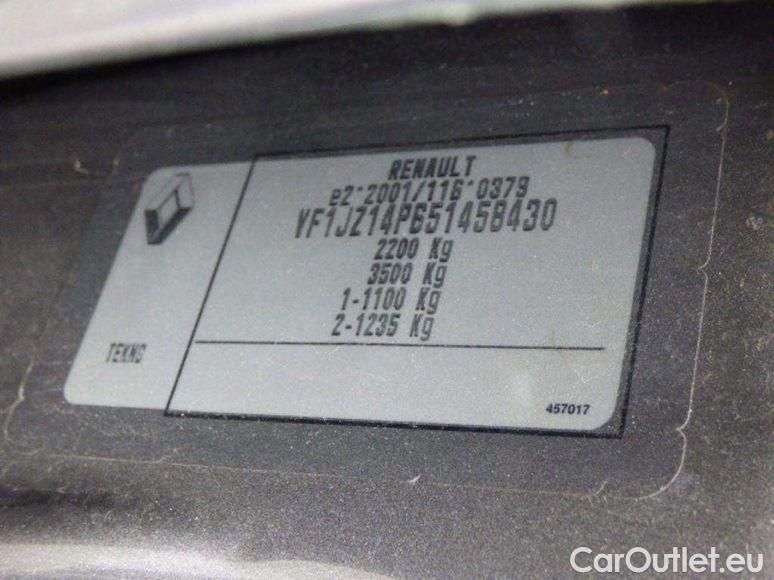 RENAULT
e2*2001/116*0379
VF1JZ14P651458430
2200 Kg
3500 Kg
1-1100 Kg
2-1235 Kg
TEKNG
457017
CarOutlet.eu